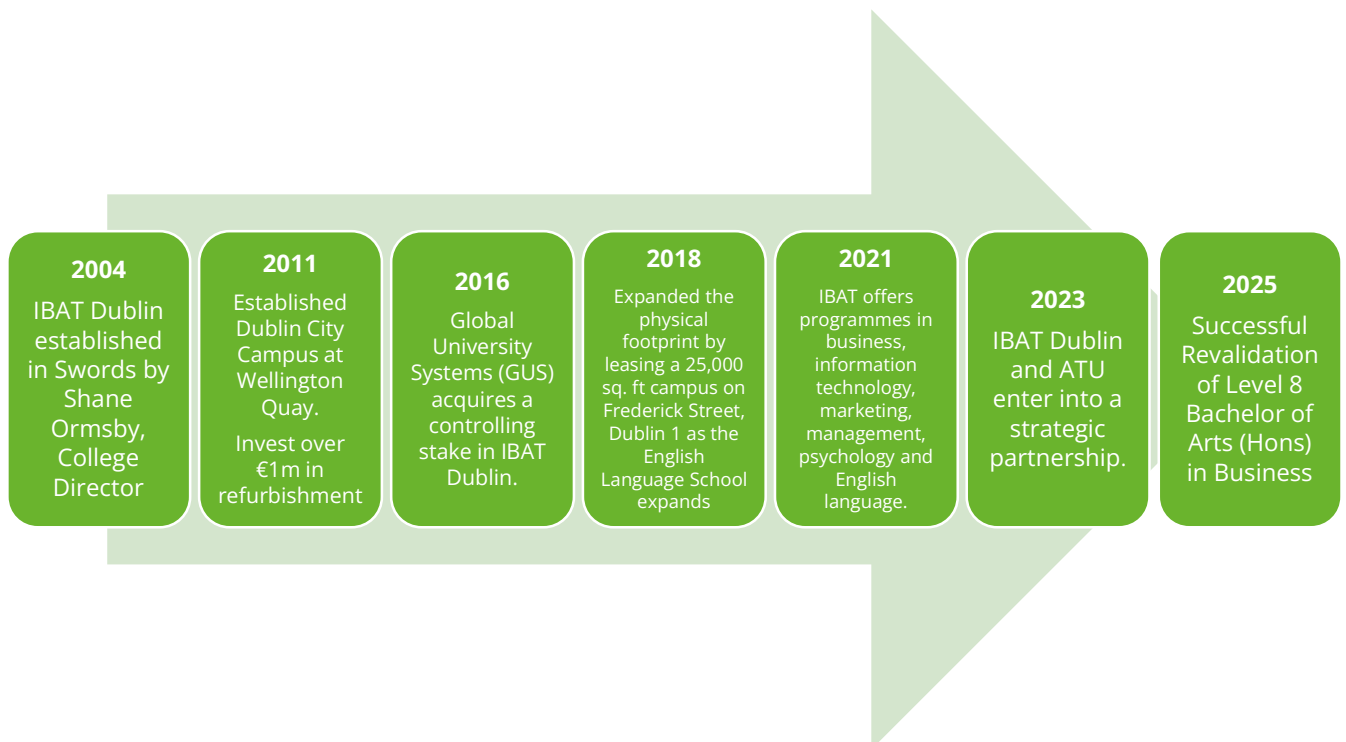 2004
IBAT Dublin
established
in Swords by
Shane
Ormsby,
College
Director
2011
Established
Dublin City
Campus at
Wellington
Quay.
Invest over
€1m in
refurbishment
2016
Global
University
Systems (GUS)
acquires a
controlling
stake in IBAT
Dublin.
2018
Expanded the
physical
footprint by
leasing a 25,000
sq. ft campus on
Frederick Street,
Dublin 1 as the
English
Language School
expands
2021
IBAT offers
programmes in
business,
information
technology,
marketing,
management,
psychology and
English
language.
2023
IBAT Dublin
and ATU
enter into a
strategic
partnership.
2025
Successful
Revalidation
of Level 8
Bachelor of
Arts (Hons)
in Business